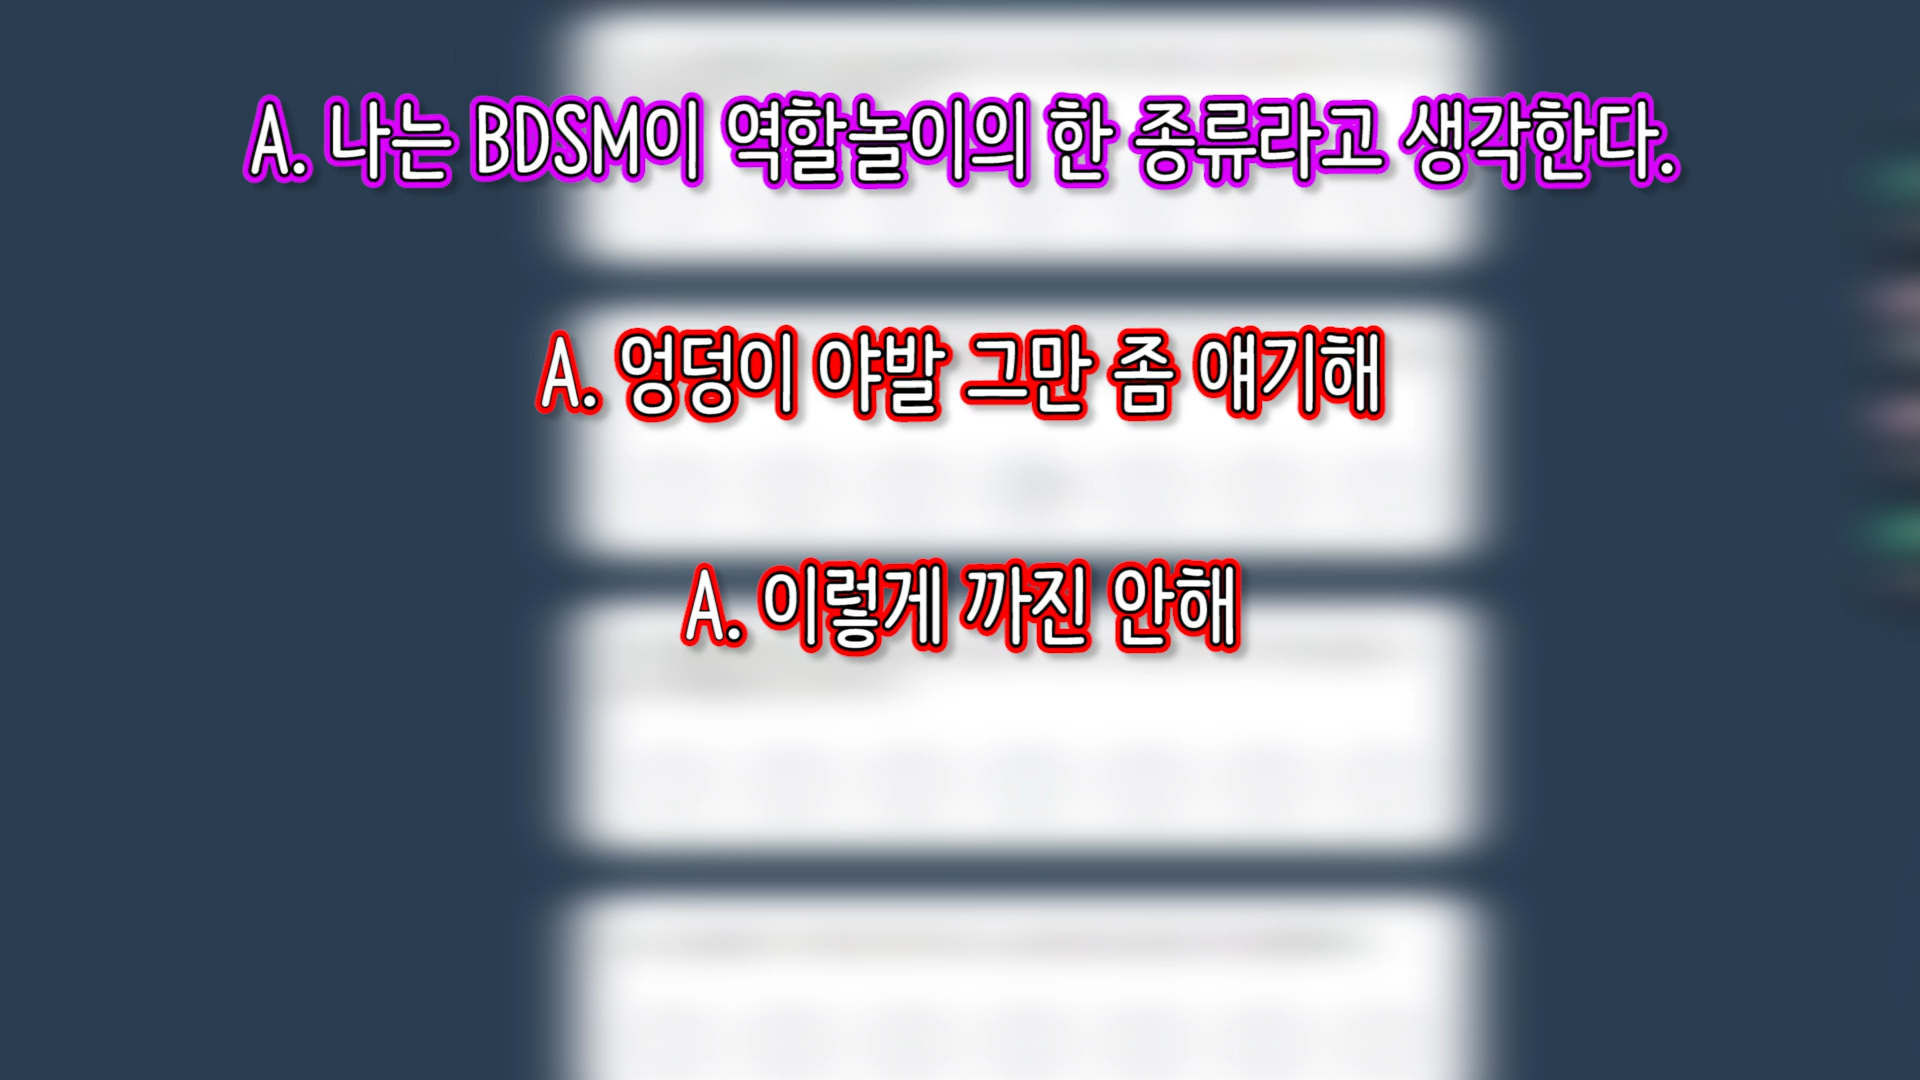 A. 나는 BDSM이 역할놀이의 한 종류라고 생각한다.
A. 엉덩이 야발 그만 좀 얘기해
A. 이렇게 까진 안해